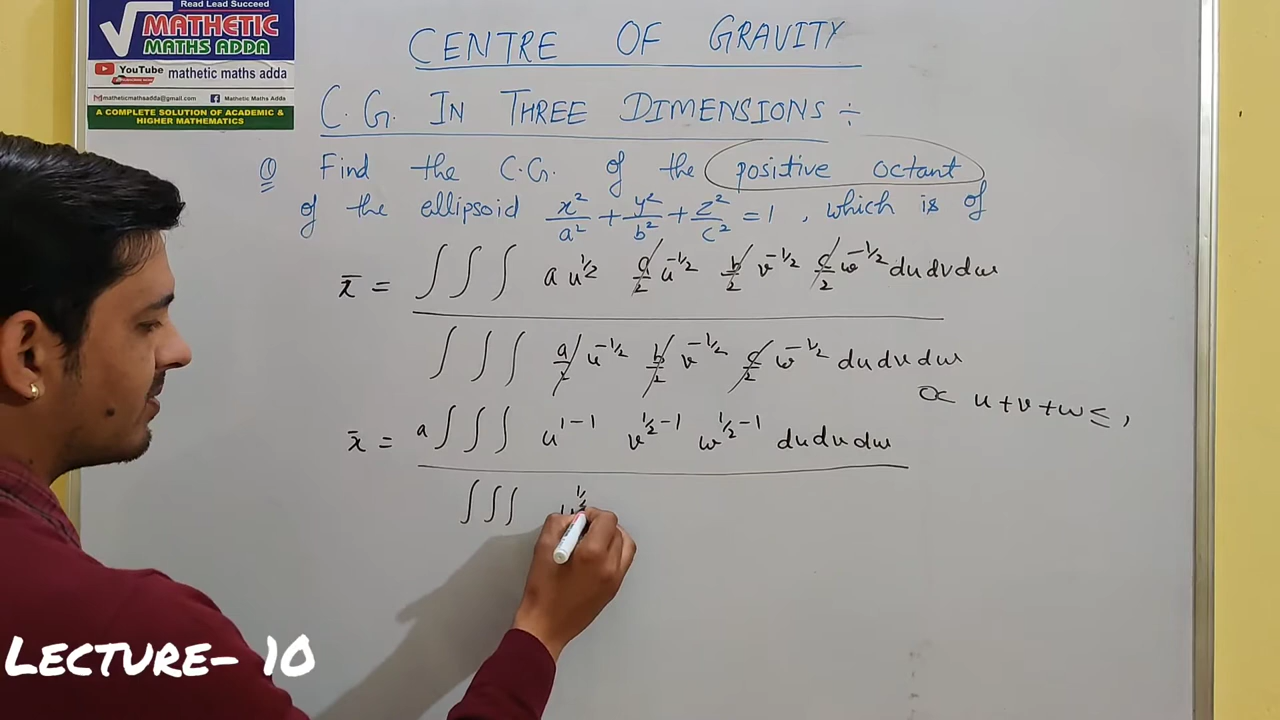 Read Lead Succeed
MATHETIC
MATHS ADDA
YouTube mathetic maths adda
matheticmathsadda@gmail.com Mathetic Maths Adda
A COMPLETE SOLUTION OF ACADEMIC &
HIGHER MATHEMATICS
CENTRE OF GRAVITY
C.G. IN THREE DIMENSIONS ÷
Q Find the C.G. of the positive octant
of the ellipsoid x²/a² + y²/b² + z²/c² = 1, which is of
x̄ = ∫∫∫ a u^1/2 a/2 u^-1/2 b/2 v^-1/2 c/2 w^-1/2 du dv dw
∫∫∫ a/2 u^-1/2 b/2 v^-1/2 c/2 w^-1/2 du dv dw
∝ u+v+w ≤ 1
x̄ = a∫∫∫ u^1-1 v^1/2-1 w^1/2-1 du dv dw
∫∫∫ u
LECTURE- 10